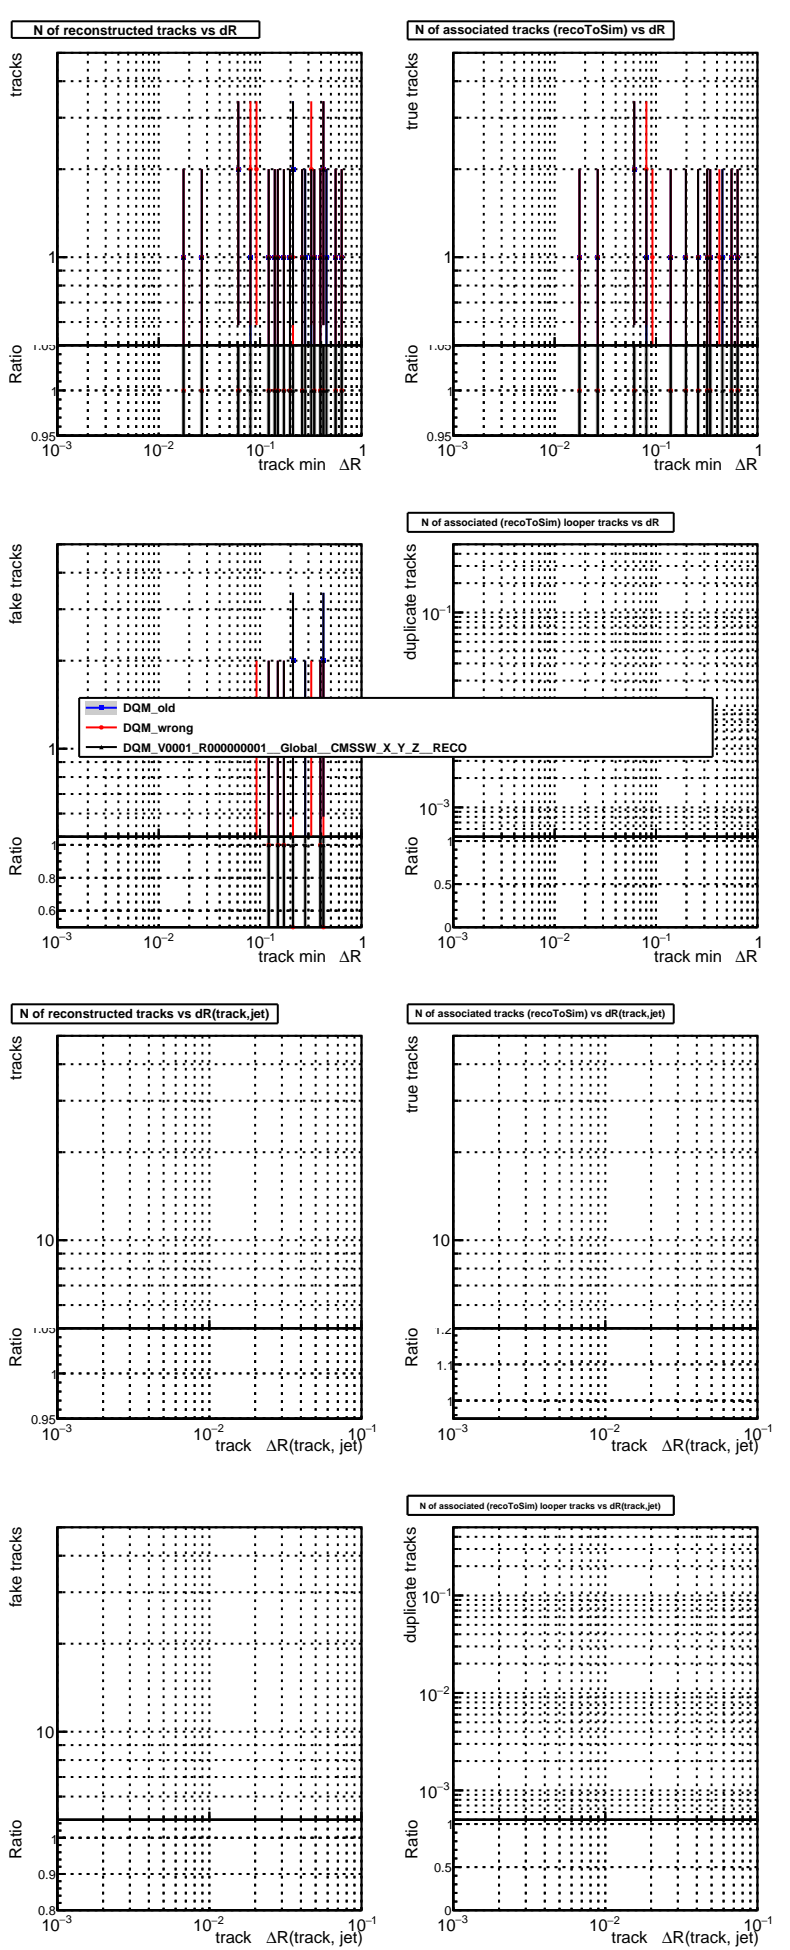 N of reconstructed tracks vs dR
N of associated tracks (recoToSim) vs dR
tracks
1
1.05
Ratio
1
0.95
10−3
10−2
10−1
1
track min ΔR
true tracks
1
1.05
Ratio
1
0.95
10−3
10−2
10−1
1
track min ΔR
N of associated (recoToSim) looper tracks vs dR
fake tracks
1
Ratio
1
0.8
0.6
10−3
10−2
10−1
1
track min ΔR
duplicate tracks
10−1
10−3
Ratio
1
0.5
0
10−3
10−2
10−1
1
track min ΔR
DQM_old
DQM_wrong
DQM_V0001_R000000001__Global__CMSSW_X_Y_Z__RECO
N of reconstructed tracks vs dR(track,jet)
N of associated tracks (recoToSim) vs dR(track,jet)
tracks
10
1.05
Ratio
1
0.95
10−3
10−2
10−1
track ΔR(track, jet)
true tracks
10
1.2
Ratio
1.1
1
10−3
10−2
10−1
track ΔR(track, jet)
N of associated (recoToSim) looper tracks vs dR(track,jet)
fake tracks
10
Ratio
1
0.9
0.8
10−3
10−2
10−1
track ΔR(track, jet)
duplicate tracks
10−1
10−2
10−3
Ratio
1
0.5
0
10−3
10−2
10−1
track ΔR(track, jet)